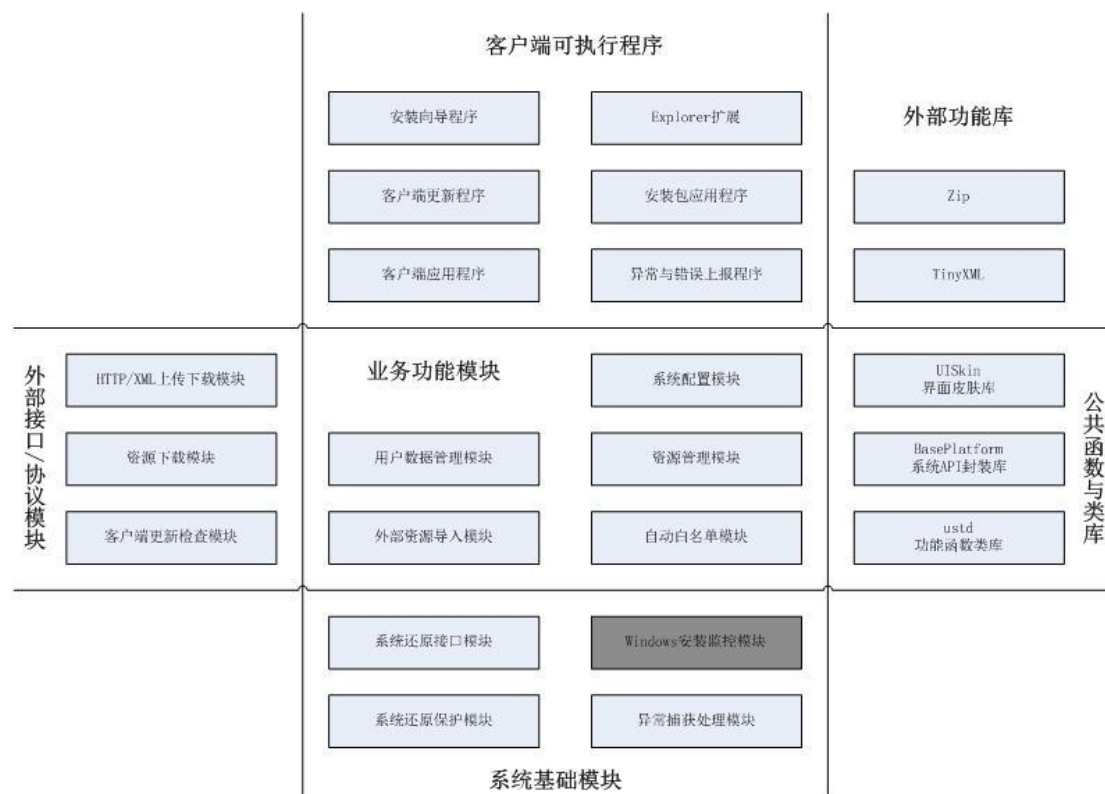 客户端可执行程序
安装向导程序
Explorer扩展
客户端更新程序
安装包应用程序
客户端应用程序
异常与错误上报程序
外部功能库
Zip
TinyXML
外部接口/协议模块
HTTP/XML上传下载模块
资源下载模块
客户端更新检查模块
业务功能模块
系统配置模块
用户数据管理模块
资源管理模块
外部资源导入模块
自动白名单模块
UISkin
界面皮肤库
BasePlatform
系统API封装库
ustd
功能函数类库
公共函数与类库
系统还原接口模块
Windows安装监控模块
系统还原保护模块
异常捕获处理模块
系统基础模块